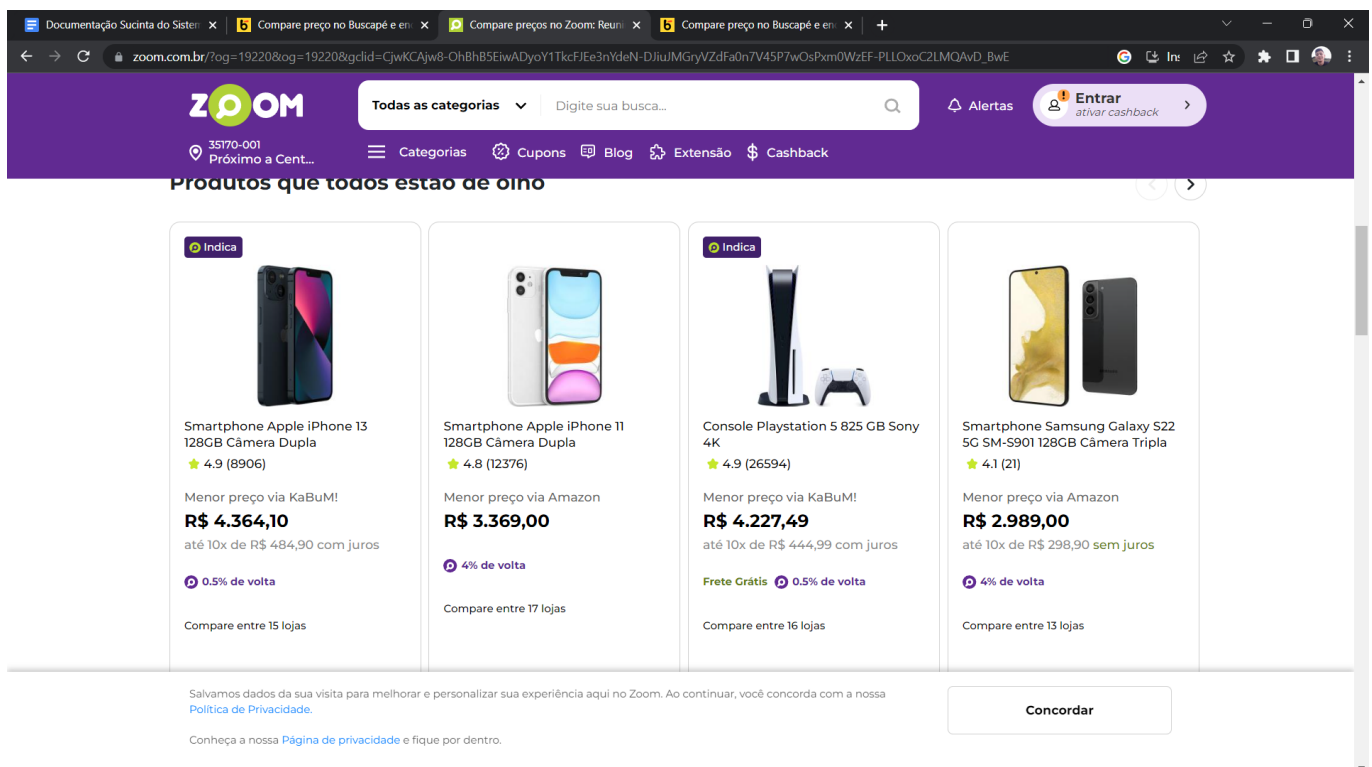 Documentação Sucinta do Sistem
Compare preço no Buscapé e en
Compare preços no Zoom: Reuni
Compare preço no Buscapé e en
zoom.com.br/?og=19220&og=19220&gclid=CjwKCAjw8-OhBhB5EiwADyoY1TkcFJEe3nYdeN-DJiuJMGryVZdFa0n7V45P7wOsPxm0WzEF-PLLOxoC2LMQAvD_BwE
ZOOM
Todas as categorias
Digite sua busca...
Alertas
Entrar
ativar cashback
35170-001
Próximo a Cent...
Categorias
Cupons
Blog
Extensão
$ Cashback
Produtos que todos estão de olho
Indica
Smartphone Apple iPhone 13
128GB Câmera Dupla
4.9 (8906)
Menor preço via KaBuM!
R$ 4.364,10
até 10x de R$ 484,90 com juros
0.5% de volta
Compare entre 15 lojas
Smartphone Apple iPhone 11
128GB Câmera Dupla
4.8 (12376)
Menor preço via Amazon
R$ 3.369,00
4% de volta
Compare entre 17 lojas
Indica
Console Playstation 5 825 GB Sony
4K
4.9 (26594)
Menor preço via KaBuM!
R$ 4.227,49
até 10x de R$ 444,99 com juros
Frete Grátis 0.5% de volta
Compare entre 16 lojas
Smartphone Samsung Galaxy S22
5G SM-S901 128GB Câmera Tripla
4.1 (21)
Menor preço via Amazon
R$ 2.989,00
até 10x de R$ 298,90 sem juros
4% de volta
Compare entre 13 lojas
Salvamos dados da sua visita para melhorar e personalizar sua experiência aqui no Zoom. Ao continuar, você concorda com a nossa
Política de Privacidade.
Conheça a nossa Página de privacidade e fique por dentro.
Concordar